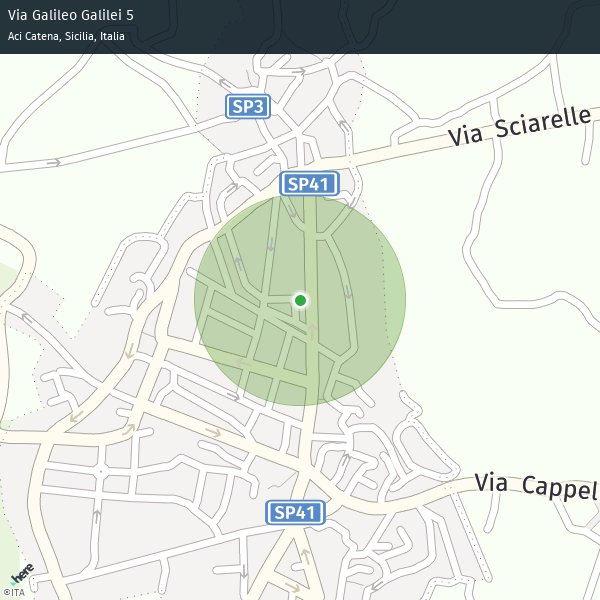 Via Galileo Galilei 5
Aci Catena, Sicilia, Italia
SP3
Via Sciarelle
SP41
Via Cappel
SP41
here
©ITA